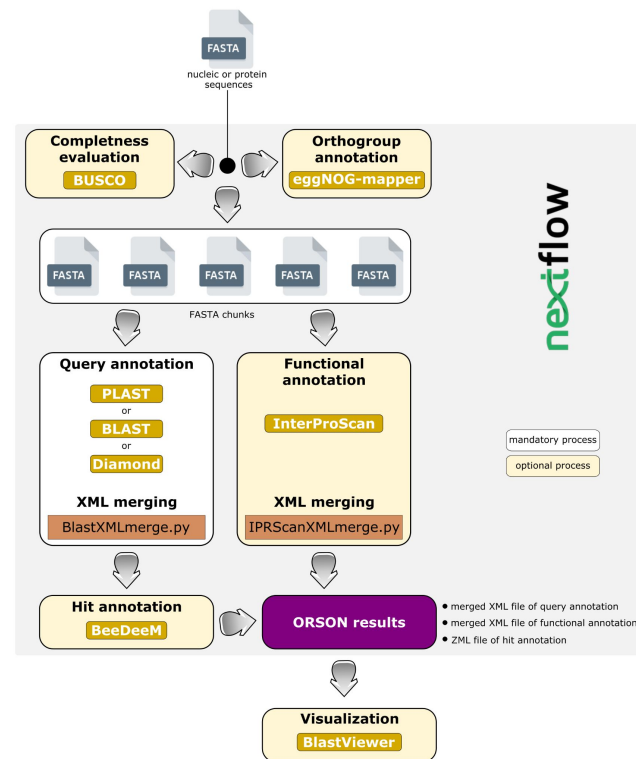 FASTA
nucleic or protein
sequences
Completness
evaluation
BUSCO
Orthogroup
annotation
eggNOG-mapper
FASTA
FASTA
FASTA
FASTA
FASTA
FASTA chunks
nextflow
Query annotation
PLAST
or
BLAST
or
Diamond
XML merging
BlastXMLmerge.py
Functional
annotation
InterProScan
XML merging
IPRScanXMLmerge.py
mandatory process
optional process
Hit annotation
BeeDeeM
ORSON results
● merged XML file of query annotation
● merged XML file of functional annotation
● ZML file of hit annotation
Visualization
BlastViewer